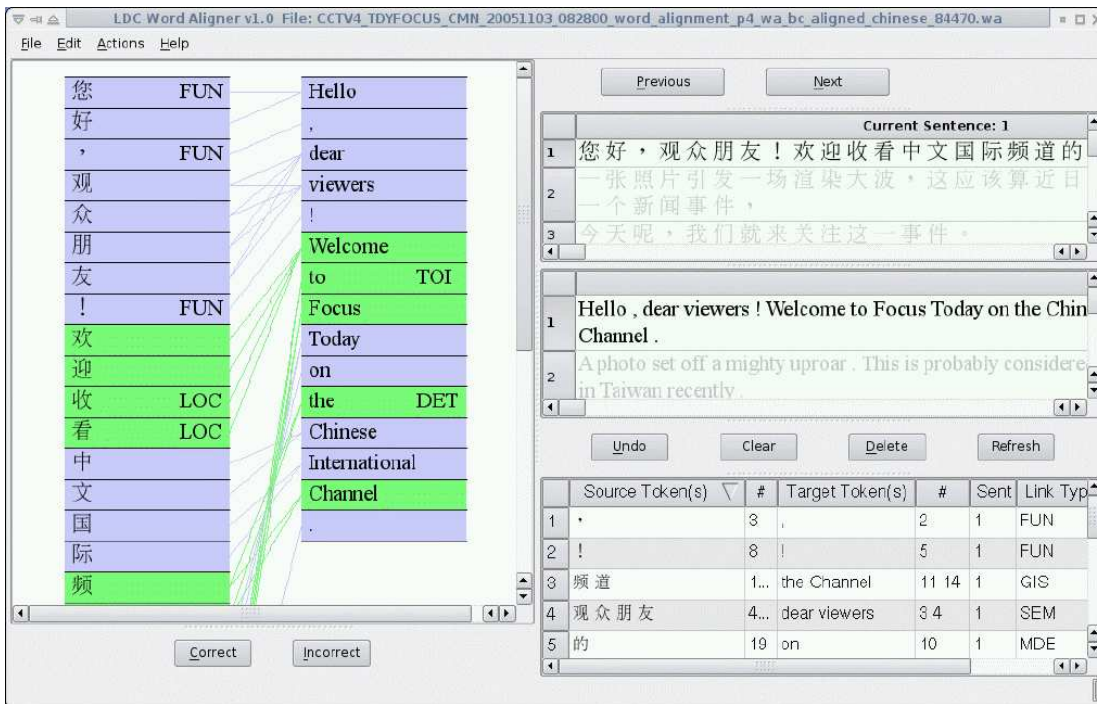 LDC Word Aligner v1.0 File: CCTV4_TDYFOCUS_CMN_20051103_082800_word_alignment_p4_wa_bc_aligned_chinese_84470.wa
File Edit Actions Help
您 FUN
好
， FUN
观
众
朋
友
! FUN
欢
迎
收 LOC
看 LOC
中
文
国
际
频
Hello
,
dear
viewers
!
Welcome
to TOI
Focus
Today
on
the DET
Chinese
International
Channel
.
Correct Incorrect
Previous Next
Current Sentence: 1
1 您好，观众朋友！欢迎收看中文国际频道的
2 一张照片引发一场渲染大波，这应该算近日
一个新闻事件，
3 今天呢，我们就来关注这一事件。
1 Hello , dear viewers ! Welcome to Focus Today on the Chin
Channel .
2 A photo set off a mighty uproar . This is probably considere
in Taiwan recently .
Undo Clear Delete Refresh
Source Token(s) # Target Token(s) # Sent Link Typ
1 ， 3 , 2 1 FUN
2 ! 8 ! 5 1 FUN
3 频道 1... the Channel 11 14 1 GIS
4 观众朋友 4... dear viewers 3 4 1 SEM
5 的 19 on 10 1 MDE